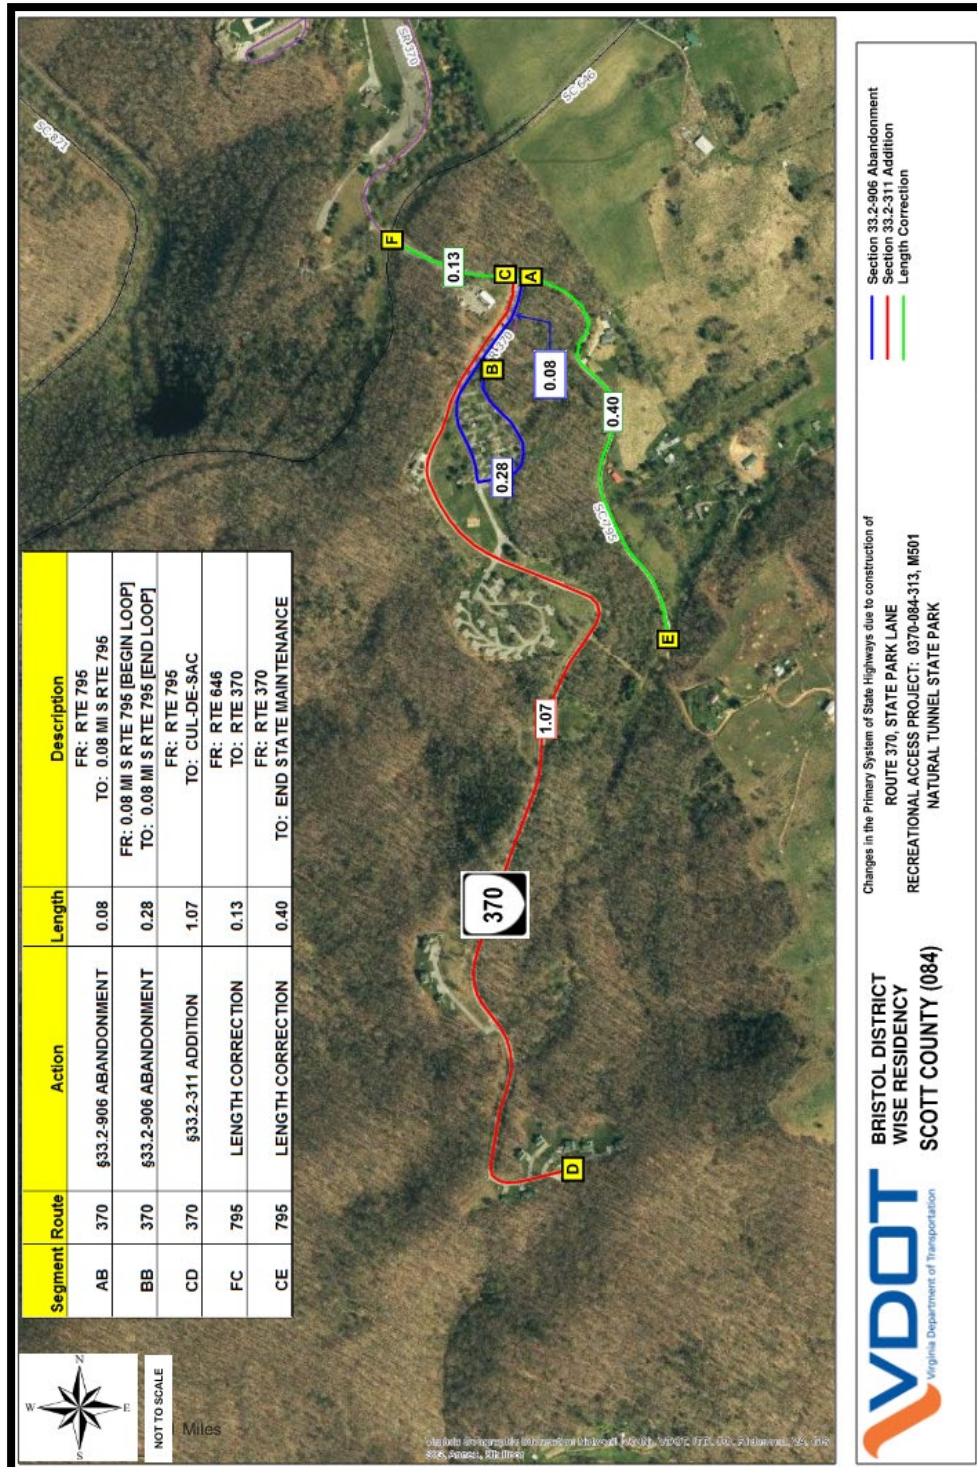 Segment Route Action Length Description
AB 370 §33.2-906 ABANDONMENT 0.08 FR: RTE 795
TO: 0.08 MI S RTE 795
BB 370 §33.2-906 ABANDONMENT 0.28 FR: 0.08 MI S RTE 795 [BEGIN LOOP]
TO: 0.08 MI S RTE 795 [END LOOP]
CD 370 §33.2-311 ADDITION 1.07 FR: RTE 795
TO: CUL-DE-SAC
FC 795 LENGTH CORRECTION 0.13 FR: RTE 646
TO: RTE 370
CE 795 LENGTH CORRECTION 0.40 FR: RTE 370
TO: END STATE MAINTENANCE
N
W
E
S
NOT TO SCALE
Miles
SC-871
SR-370
SC-646
F
0.13
C
A
B
0.08
0.28
0.40
SC-795
E
1.07
370
D
VDOT
Virginia Department of Transportation
BRISTOL DISTRICT
WISE RESIDENCY
SCOTT COUNTY (084)
Changes in the Primary System of State Highways due to construction of
ROUTE 370, STATE PARK LANE
RECREATIONAL ACCESS PROJECT: 0370-084-313, M501
NATURAL TUNNEL STATE PARK
Section 33.2-906 Abandonment
Section 33.2-311 Addition
Length Correction